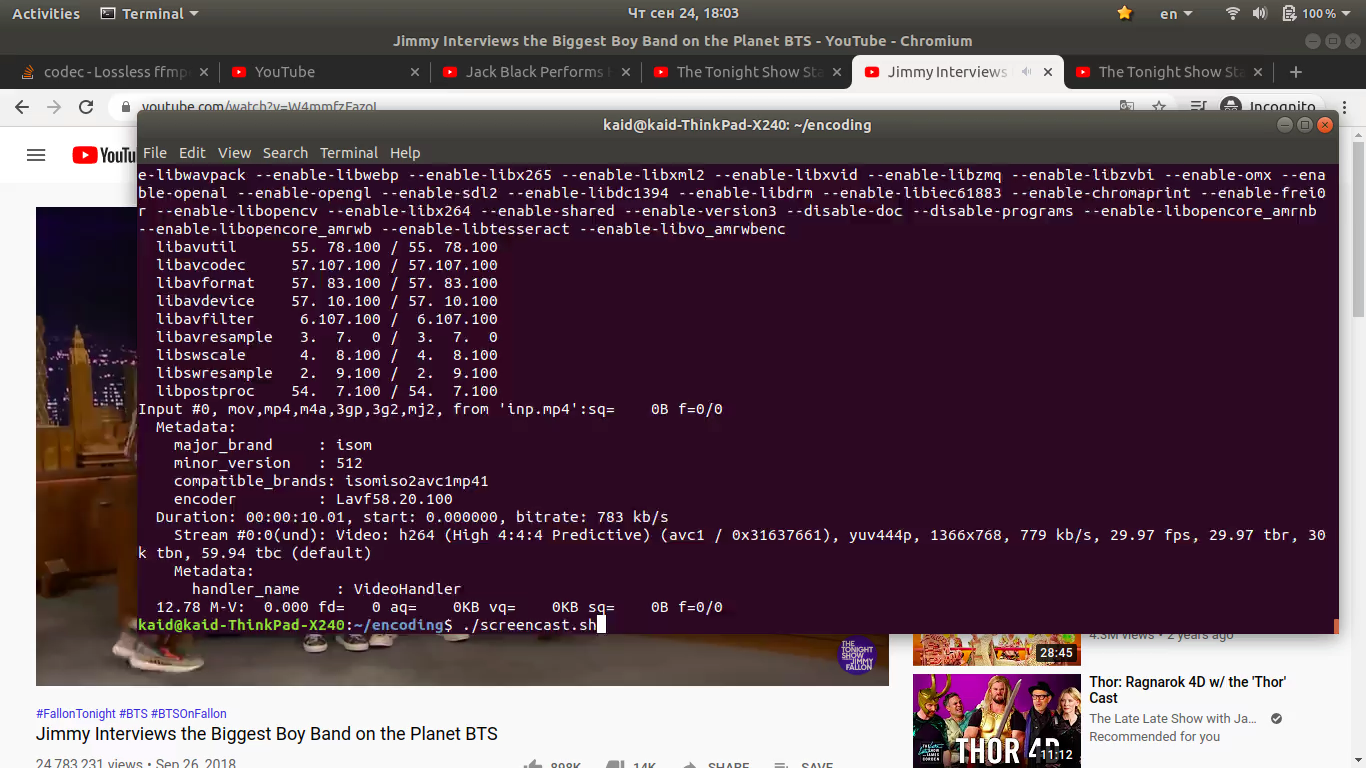 Activities Terminal Чт сен 24, 18:03 en 100%
Jimmy Interviews the Biggest Boy Band on the Planet BTS - YouTube - Chromium
codec - Lossless ffmp YouTube Jack Black Performs The Tonight Show Sta Jimmy Interviews The Tonight Show Sta
youtube.com/watch?v= Incognito
kaid@kaid-ThinkPad-X240: ~/encoding
File Edit View Search Terminal Help
e-libwavpack --enable-libwebp --enable-libx265 --enable-libxml2 --enable-libxvid --enable-libzmq --enable-libzvbi --enable-omx --ena
ble-openal --enable-opengl --enable-sdl2 --enable-libdc1394 --enable-libdrm --enable-libiec61883 --enable-chromaprint --enable-frei0
r --enable-libopencv --enable-libx264 --enable-shared --enable-version3 --disable-doc --disable-programs --enable-libopencore_amrnb
--enable-libopencore_amrwb --enable-libtesseract --enable-libvo_amrwbenc
libavutil 55. 78.100 / 55. 78.100
libavcodec 57.107.100 / 57.107.100
libavformat 57. 83.100 / 57. 83.100
libavdevice 57. 10.100 / 57. 10.100
libavfilter 6.107.100 / 6.107.100
libavresample 3. 7. 0 / 3. 7. 0
libswscale 4. 8.100 / 4. 8.100
libswresample 2. 9.100 / 2. 9.100
libpostproc 54. 7.100 / 54. 7.100
Input #0, mov,mp4,m4a,3gp,3g2,mj2, from 'inp.mp4':sq= 0B f=0/0
Metadata:
major_brand : isom
minor_version : 512
compatible_brands: isomiso2avc1mp41
encoder : Lavf58.20.100
Duration: 00:00:10.01, start: 0.000000, bitrate: 783 kb/s
Stream #0:0(und): Video: h264 (High 4:4:4 Predictive) (avc1 / 0x31637661), yuv444p, 1366x768, 779 kb/s, 29.97 fps, 29.97 tbr, 30
k tbn, 59.94 tbc (default)
Metadata:
handler_name : VideoHandler
12.78 M-V: 0.000 fd= 0 aq= 0KB vq= 0KB sq= 0B f=0/0
kaid@kaid-ThinkPad-X240:~/encoding$ ./screencast.sh
YouTu
THE TONIGHT SHOW JIMMY FALLON
4.3M views • 2 years ago
28:45
Thor: Ragnarok 4D w/ the 'Thor'
Cast
The Late Late Show with Ja...
Recommended for you
THOR 4D
11:12
#FallonTonight #BTS #BTSOnFallon
Jimmy Interviews the Biggest Boy Band on the Planet BTS
24,783,231 views • Sep 26, 2018 898K 14K SHARE SAVE